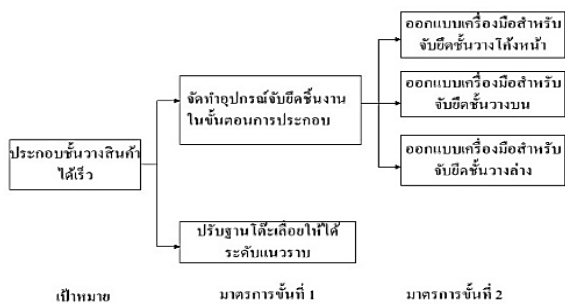 ออกแบบเครื่องมือสำหรับ
จับยึดชั้นวางโค้งหน้า
จัดทำอุปกรณ์จับยึดชิ้นงาน
ในขั้นตอนการประกอบ
ออกแบบเครื่องมือสำหรับ
จับยึดชั้นวางบน
ประกอบชั้นวางสินค้า
ได้เร็ว
ออกแบบเครื่องมือสำหรับ
จับยึดชั้นวางล่าง
ปรับฐานโต๊ะเลื่อยให้ได้
ระดับแนวราบ
เป้าหมาย
มาตรการขั้นที่ 1
มาตรการขั้นที่ 2